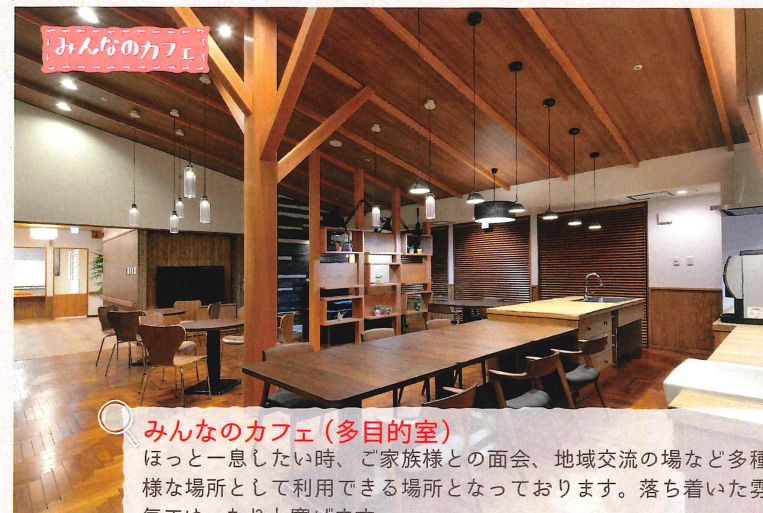 みんなのカフェ
みんなのカフェ（多目的室）
ほっと一息したい時、ご家族様との面会、地域交流の場など多種
様な場所として利用できる場所となっております。落ち着いた雰